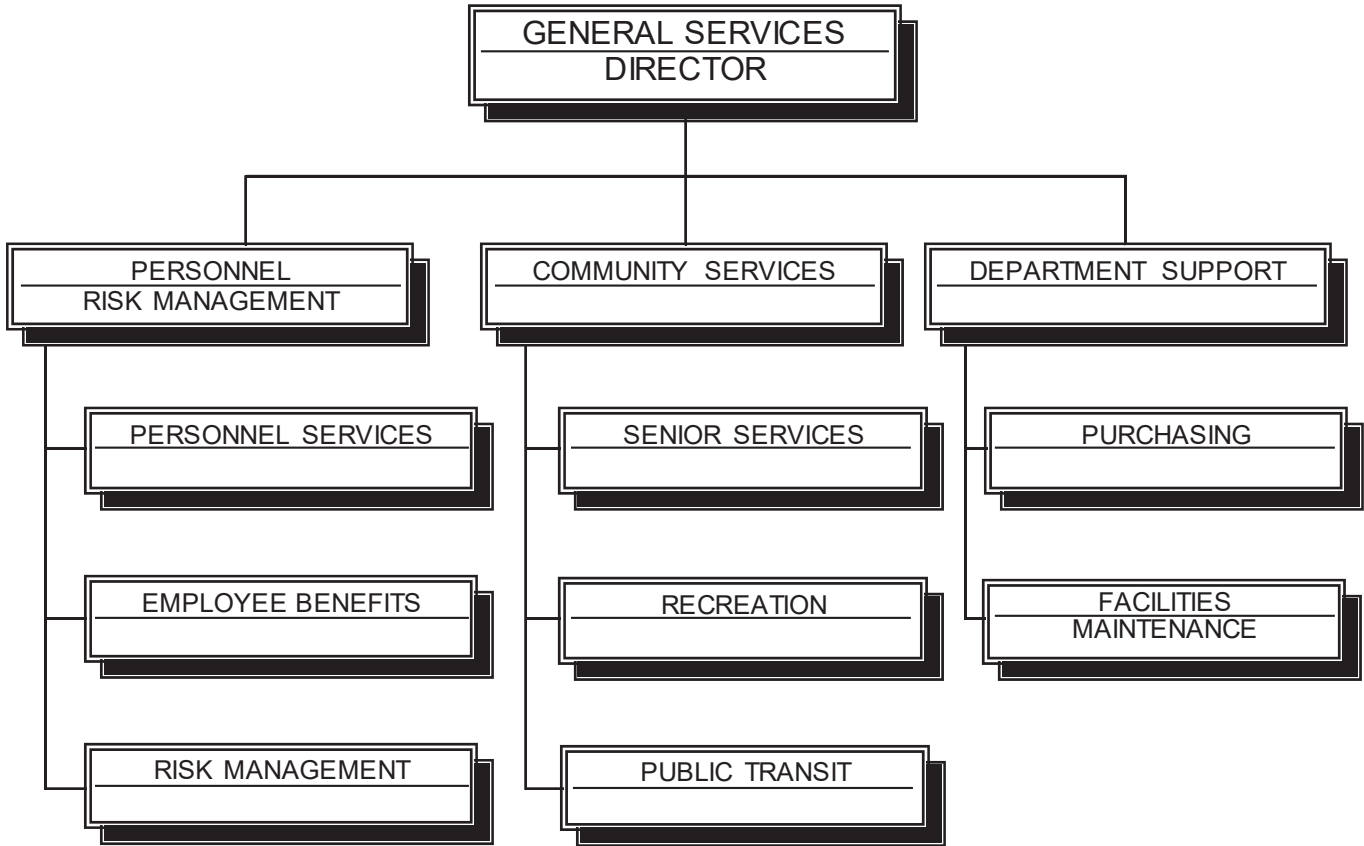 GENERAL SERVICES
DIRECTOR
PERSONNEL
RISK MANAGEMENT
COMMUNITY SERVICES
DEPARTMENT SUPPORT
PERSONNEL SERVICES
SENIOR SERVICES
PURCHASING
EMPLOYEE BENEFITS
RECREATION
FACILITIES
MAINTENANCE
RISK MANAGEMENT
PUBLIC TRANSIT